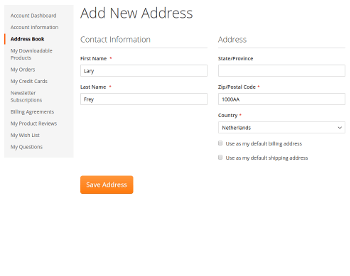 Account Dashboard
Account Information
Address Book
My Downloadable
Products
My Orders
My Credit Cards
Newsletter
Subscriptions
Billing Agreements
My Product Reviews
My Wish List
My Questions
Add New Address
Contact Information
First Name *
Lary
Last Name *
Frey
Address
State/Province
Zip/Postal Code *
1000AA
Country *
Netherlands
Use as my default billing address
Use as my default shipping address
Save Address